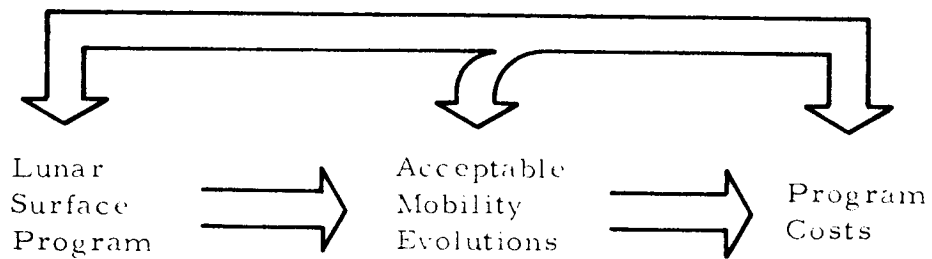 Lunar
Surface
Program
Acceptable
Mobility
Evolutions
Program
Costs